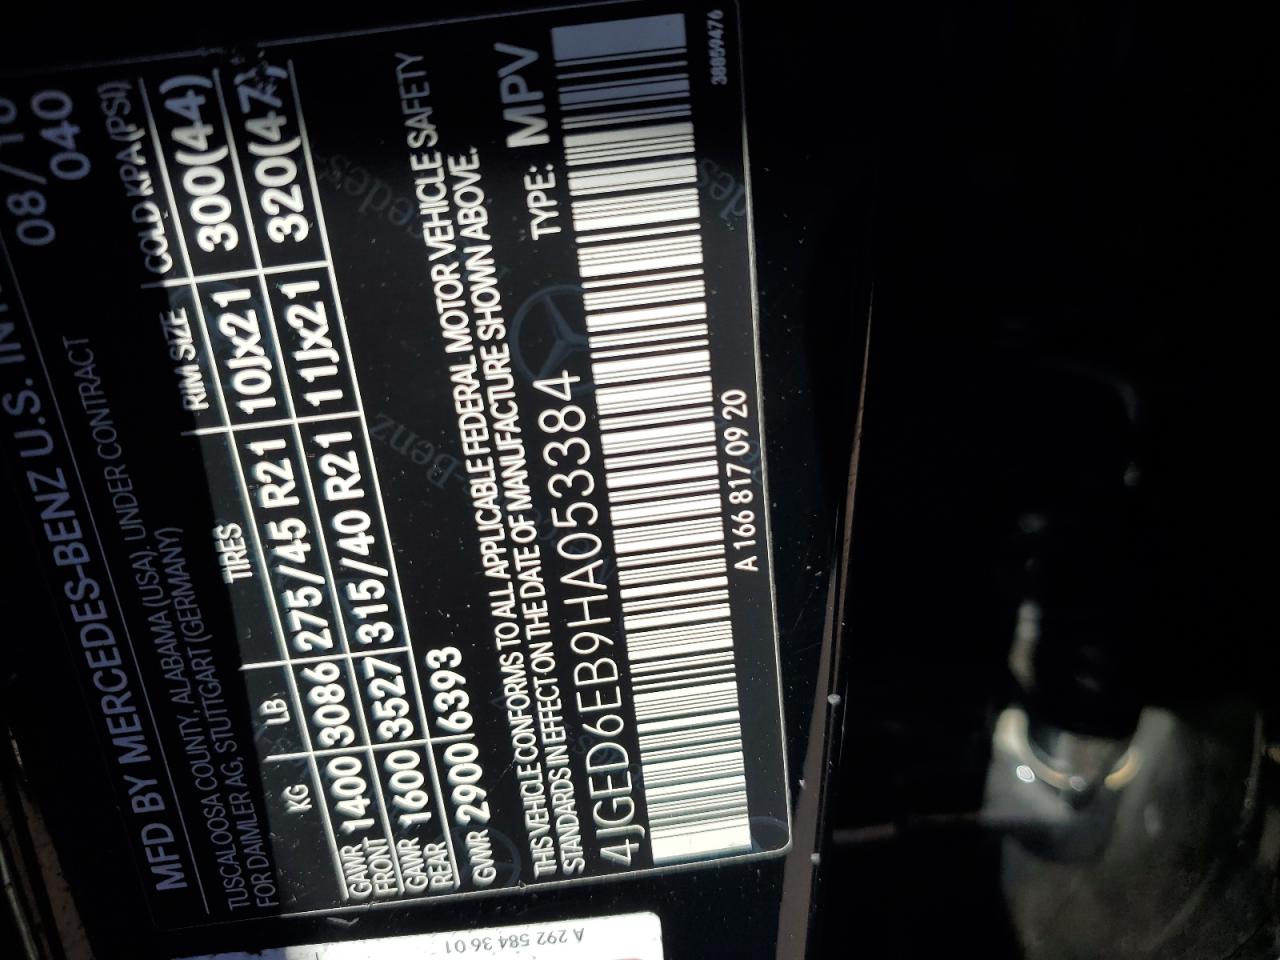 MFD BY MERCEDES-BENZ U.S. INT
08/16
TUSCALOOSA COUNTY, ALABAMA (USA), UNDER CONTRACT
040
FOR DAIMLER AG, STUTTGART (GERMANY)
KG LB TIRES RIM SIZE COLD KPA (PSI)
GAWR FRONT 1400 3086 275/45 R21 10Jx21 300(44)
GAWR REAR 1600 3527 315/40 R21 11Jx21 320(47)
GVWR 2900 6393
THIS VEHICLE CONFORMS TO ALL APPLICABLE FEDERAL MOTOR VEHICLE SAFETY
STANDARDS IN EFFECT ON THE DATE OF MANUFACTURE SHOWN ABOVE.
4JGED6EB9HA053384 TYPE: MPV
A 166 817 09 20
38859476
A 292 584 36 01